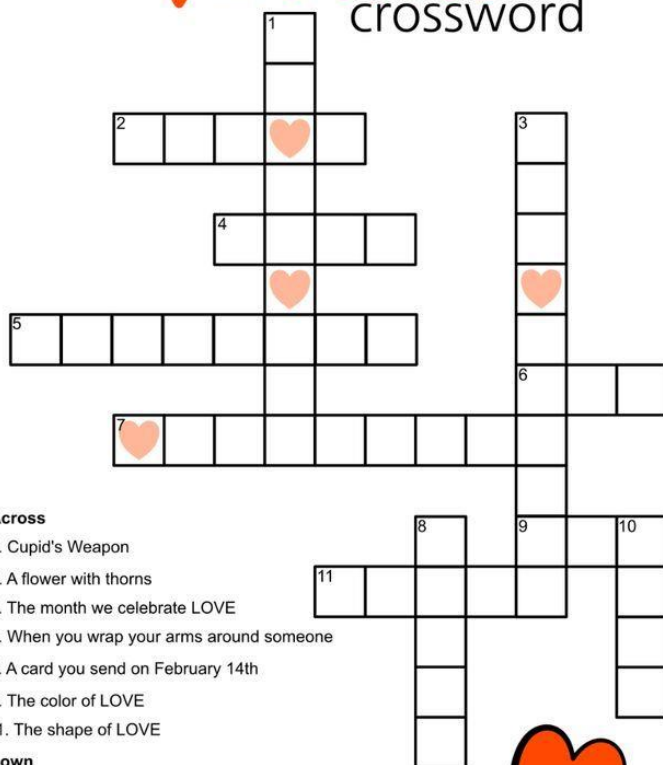 crossword
1
2
3
4
5
6
7
8
9
10
11
cross
. Cupid's Weapon
. A flower with thorns
. The month we celebrate LOVE
. When you wrap your arms around someone
. A card you send on February 14th
. The color of LOVE
1. The shape of LOVE
own